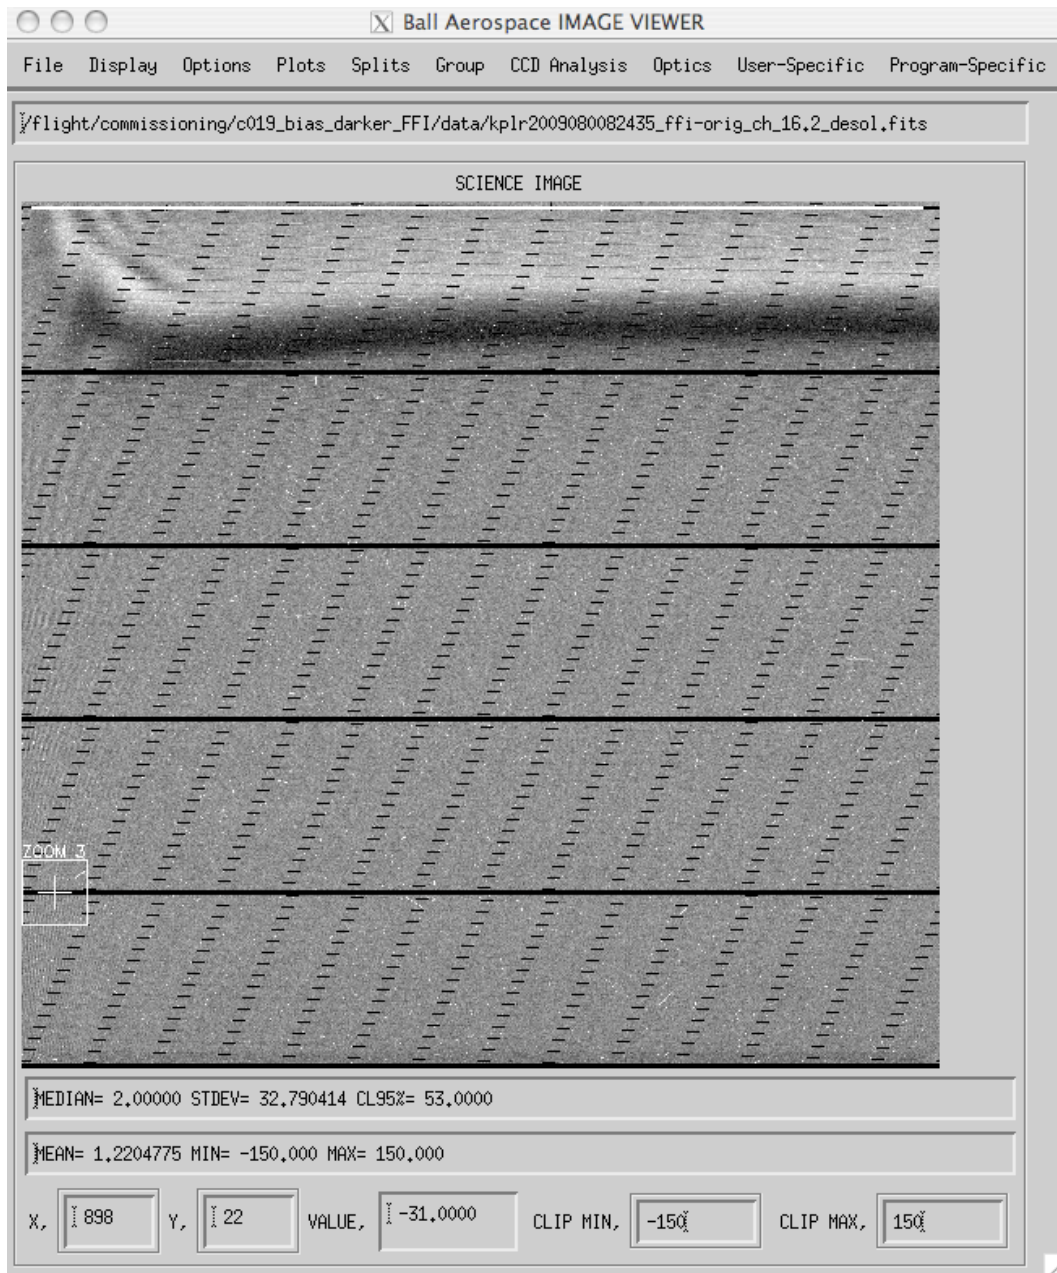 X Ball Aerospace IMAGE VIEWER
File Display Options Plots Splits Group CCD Analysis Optics User-Specific Program-Specific
/flight/commissioning/c019_bias_darker_FFI/data/kplr2009080082435_ffi-orig_ch_16.2_desol.fits
SCIENCE IMAGE
ZOOM 3
MEDIAN= 2.00000 STDEV= 32.790414 CL95%= 53.0000
MEAN= 1.2204775 MIN= -150.000 MAX= 150.000
X, 898 Y, 22 VALUE, -31.0000 CLIP MIN, -150 CLIP MAX, 150